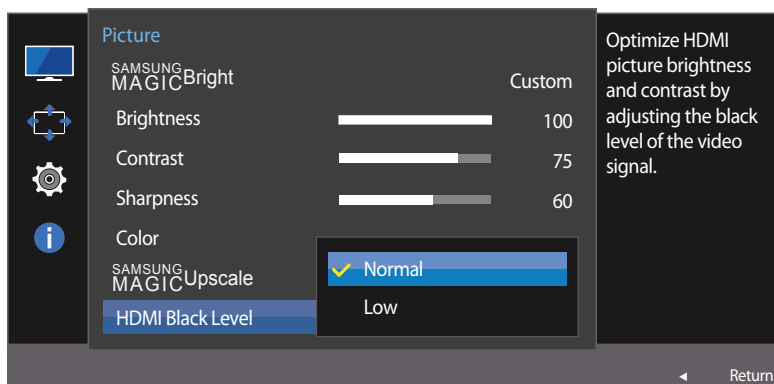 Picture
SAMSUNG
MAGICBright
Custom
Brightness
100
Contrast
75
Sharpness
60
Color
SAMSUNG
MAGICUpscale
HDMI Black Level
Normal
Low
Optimize HDMI
picture brightness
and contrast by
adjusting the black
level of the video
signal.
Return